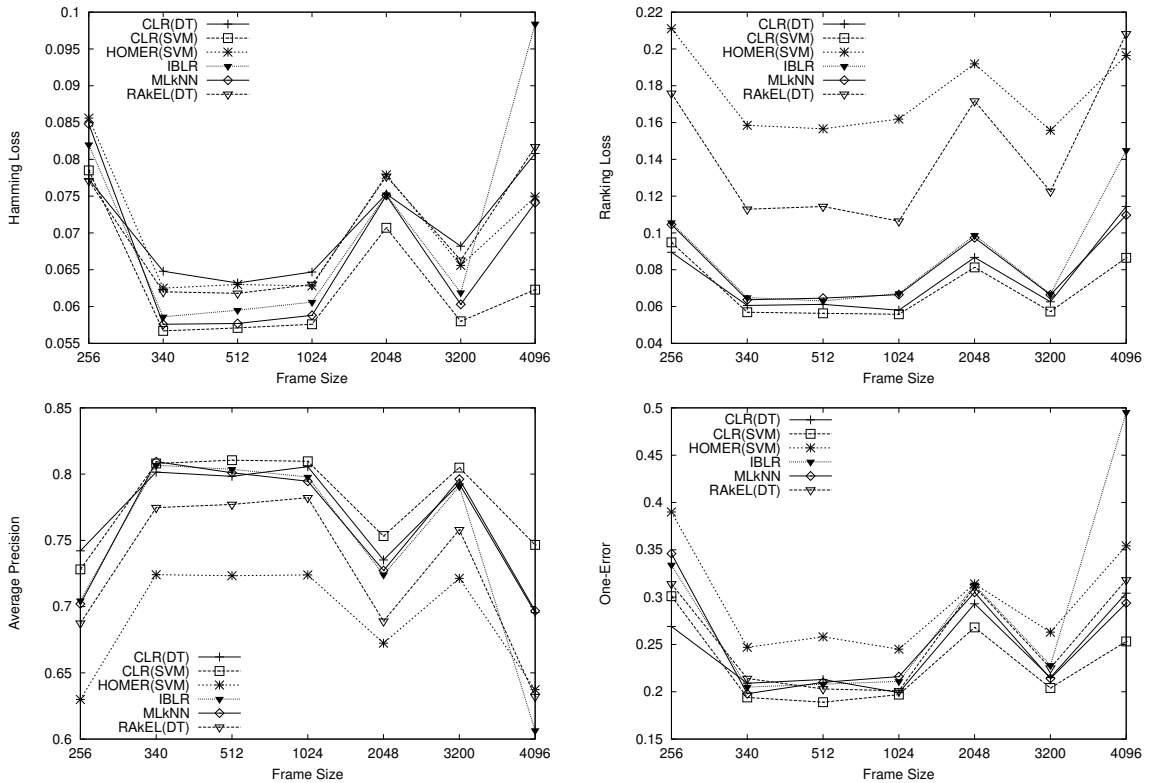 0.1
0.095
0.09
0.085
0.08
0.075
0.07
0.065
0.06
0.055
Hamming Loss
CLR(DT)
CLR(SVM)
HOMER(SVM)
IBLR
MLkNN
RAkEL(DT)
256 340 512 1024 2048 3200 4096
Frame Size
0.22
0.2
0.18
0.16
0.14
0.12
0.1
0.08
0.06
0.04
Ranking Loss
CLR(DT)
CLR(SVM)
HOMER(SVM)
IBLR
MLkNN
RAkEL(DT)
256 340 512 1024 2048 3200 4096
Frame Size
0.85
0.8
0.75
0.7
0.65
0.6
Average Precision
CLR(DT)
CLR(SVM)
HOMER(SVM)
IBLR
MLkNN
RAkEL(DT)
256 340 512 1024 2048 3200 4096
Frame Size
0.5
0.45
0.4
0.35
0.3
0.25
0.2
0.15
One-Error
CLR(DT)
CLR(SVM)
HOMER(SVM)
IBLR
MLkNN
RAkEL(DT)
256 340 512 1024 2048 3200 4096
Frame Size